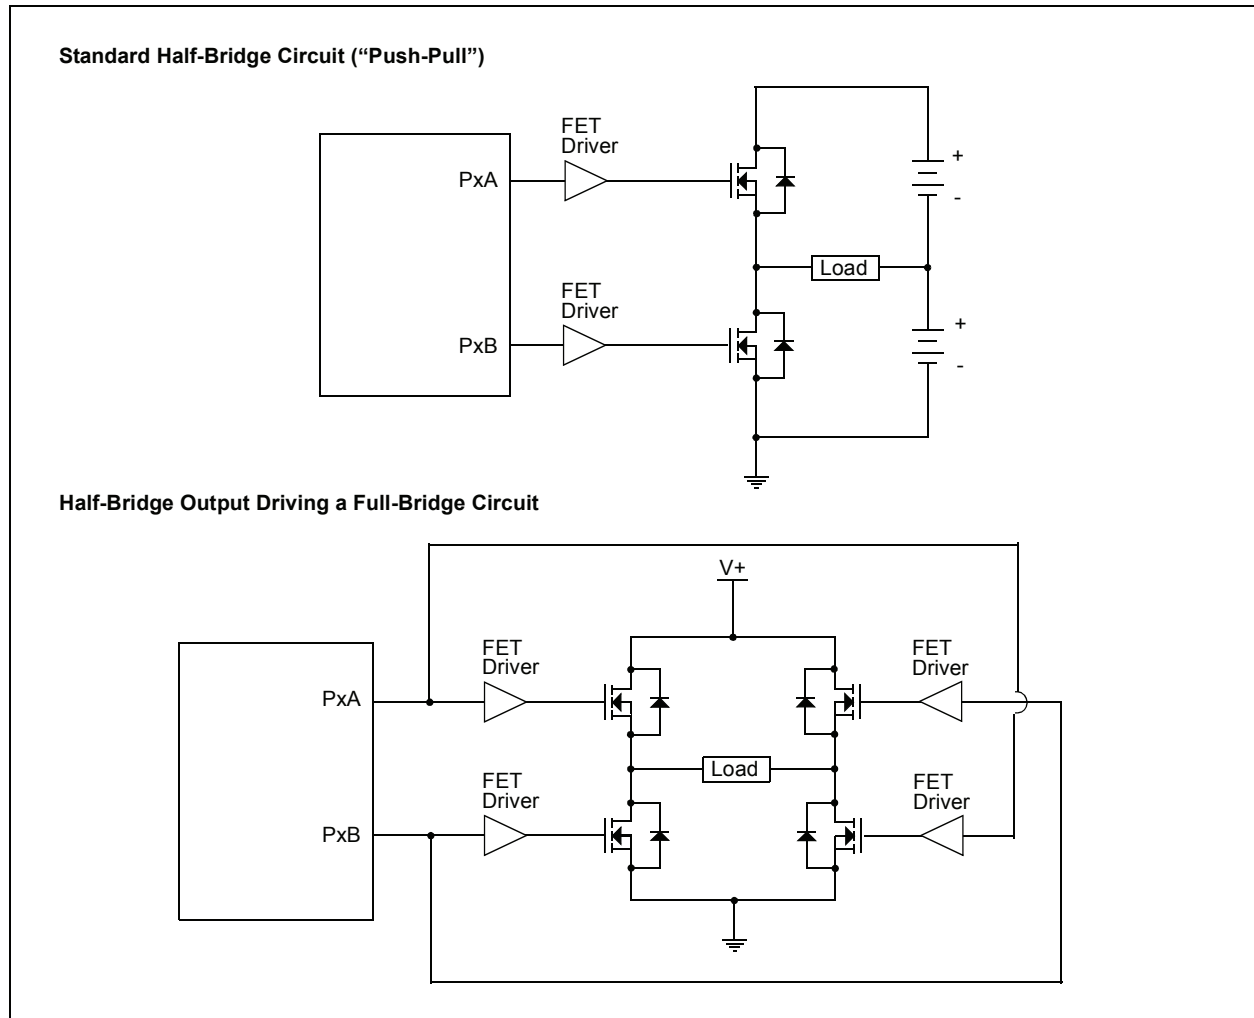 Standard Half-Bridge Circuit (“Push-Pull”)
FET
Driver
PxA
+
-
Load
FET
Driver
PxB
+
-
Half-Bridge Output Driving a Full-Bridge Circuit
V+
FET
Driver
FET
Driver
PxA
Load
FET
Driver
FET
Driver
PxB